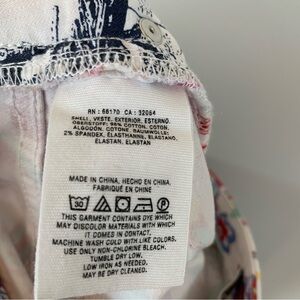 RN: 66170 CA: 32054
SHELL, VESTE, EXTERIOR, ESTERNO,
OBERSTOFF: 98% COTTON, COTON,
ALGODÓN, COTONE, BAUMWOLLE;
2% SPANDEX, ÉLASTHANNE, ELASTANO,
ELASTAN, ELASTAN
MADE IN CHINA, HECHO EN CHINA,
FABRIQUÉ EN CHINE
30
THIS GARMENT CONTAINS DYE WHICH
MAY DISCOLOR MATERIALS WITH WHICH
IT COMES IN CONTACT.
MACHINE WASH COLD WITH LIKE COLORS.
USE ONLY NON-CHLORINE BLEACH.
TUMBLE DRY LOW.
LOW IRON AS NEEDED.
MAY BE DRY CLEANED.